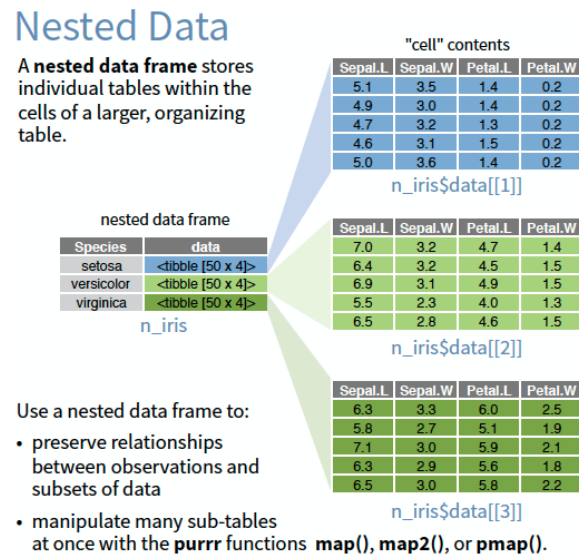 Nested Data
A nested data frame stores
individual tables within the
cells of a larger, organizing
table.
"cell" contents
Sepal.L Sepal.W Petal.L Petal.W
5.1 3.5 1.4 0.2
4.9 3.0 1.4 0.2
4.7 3.2 1.3 0.2
4.6 3.1 1.5 0.2
5.0 3.6 1.4 0.2
n_iris$data[[1]]
nested data frame
Species data
setosa <tibble [50 x 4]>
versicolor <tibble [50 x 4]>
virginica <tibble [50 x 4]>
n_iris
Sepal.L Sepal.W Petal.L Petal.W
7.0 3.2 4.7 1.4
6.4 3.2 4.5 1.5
6.9 3.1 4.9 1.5
5.5 2.3 4.0 1.3
6.5 2.8 4.6 1.5
n_iris$data[[2]]
Sepal.L Sepal.W Petal.L Petal.W
6.3 3.3 6.0 2.5
5.8 2.7 5.1 1.9
7.1 3.0 5.9 2.1
6.3 2.9 5.6 1.8
6.5 3.0 5.8 2.2
n_iris$data[[3]]
Use a nested data frame to:
• preserve relationships
between observations and
subsets of data
• manipulate many sub-tables
at once with the purrr functions map(), map2(), or pmap().